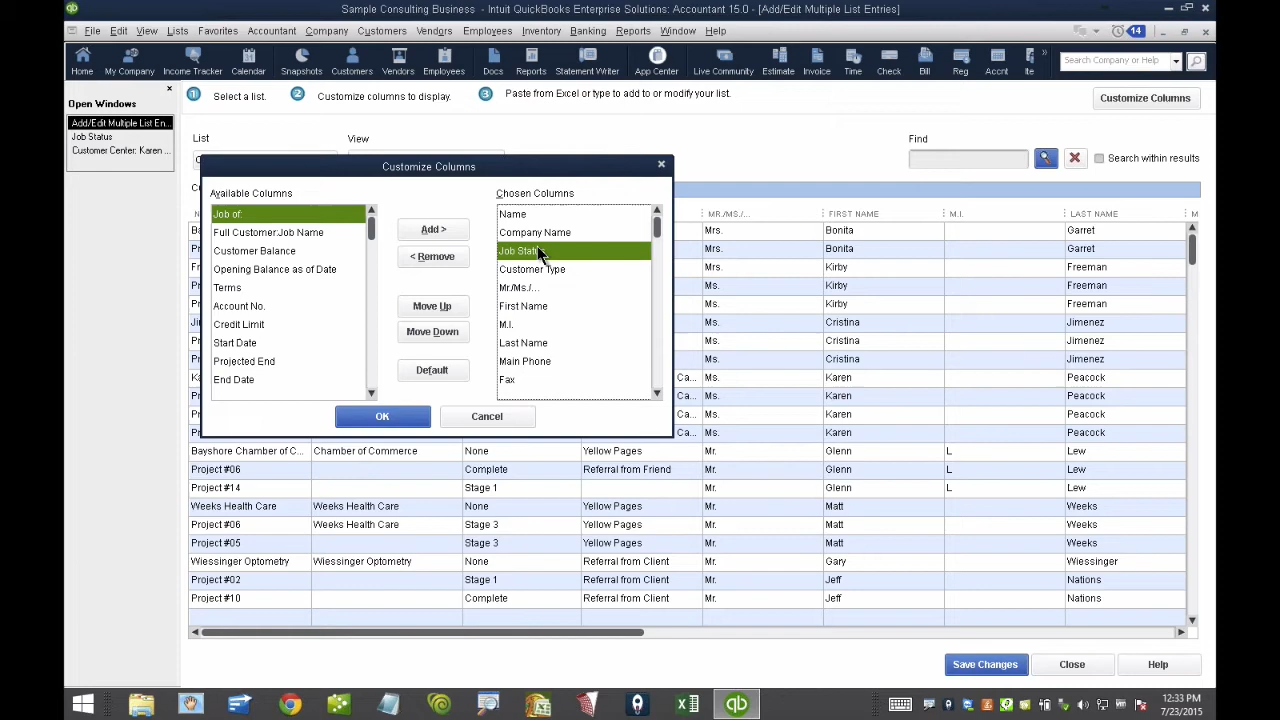 Sample Consulting Business - Intuit QuickBooks Enterprise Solutions: Accountant 15.0 - [Add/Edit Multiple List Entries]
File Edit View Lists Favorites Accountant Company Customers Vendors Employees Inventory Banking Reports Window Help 14
Home My Company Income Tracker Calendar Snapshots Customers Vendors Employees Docs Reports Statement Writer App Center Live Community Estimate Invoice Time Check Bill Reg Accnt Ite Search Company or Help
Open Windows
Add/Edit Multiple List En...
Job Status
Customer Center: Karen ...
1 Select a list. 2 Customize columns to display. 3 Paste from Excel or type to add to or modify your list. Customize Columns
List View Find
Search within results
Customize Columns
Available Columns
Job of:
Full Customer:Job Name
Customer Balance
Opening Balance as of Date
Terms
Account No.
Credit Limit
Start Date
Projected End
End Date
Add >
< Remove
Move Up
Move Down
Default
Chosen Columns
Name
Company Name
Job Stat
Customer Type
Mr./Ms./...
First Name
M.I.
Last Name
Main Phone
Fax
OK Cancel
MR./MS./... FIRST NAME M.I. LAST NAME M
Mrs. Bonita Garret
Mrs. Bonita Garret
Mrs. Kirby Freeman
Mrs. Kirby Freeman
Ms. Kirby Freeman
Ms. Cristina Jimenez
Ms. Cristina Jimenez
Ms. Cristina Jimenez
Ca... Ms. Karen Peacock
Ms. Karen Peacock
Ca... Ms. Karen Peacock
Ca... Ms. Karen Peacock
Bayshore Chamber of C... Chamber of Commerce None Yellow Pages Mr. Glenn L Lew
Project #06 Complete Referral from Friend Mr. Glenn L Lew
Project #14 Stage 1 Mr. Glenn L Lew
Weeks Health Care Weeks Health Care None Yellow Pages Mr. Matt Weeks
Project #06 Weeks Health Care Stage 3 Yellow Pages Mr. Matt Weeks
Project #05 Stage 3 Yellow Pages Mr. Matt Weeks
Wiessinger Optometry Wiessinger Optometry None Referral from Client Mr. Gary Wiessinger
Project #02 Stage 1 Referral from Client Mr. Jeff Nations
Project #10 Complete Referral from Client Mr. Jeff Nations
Save Changes Close Help
12:33 PM
7/23/2015